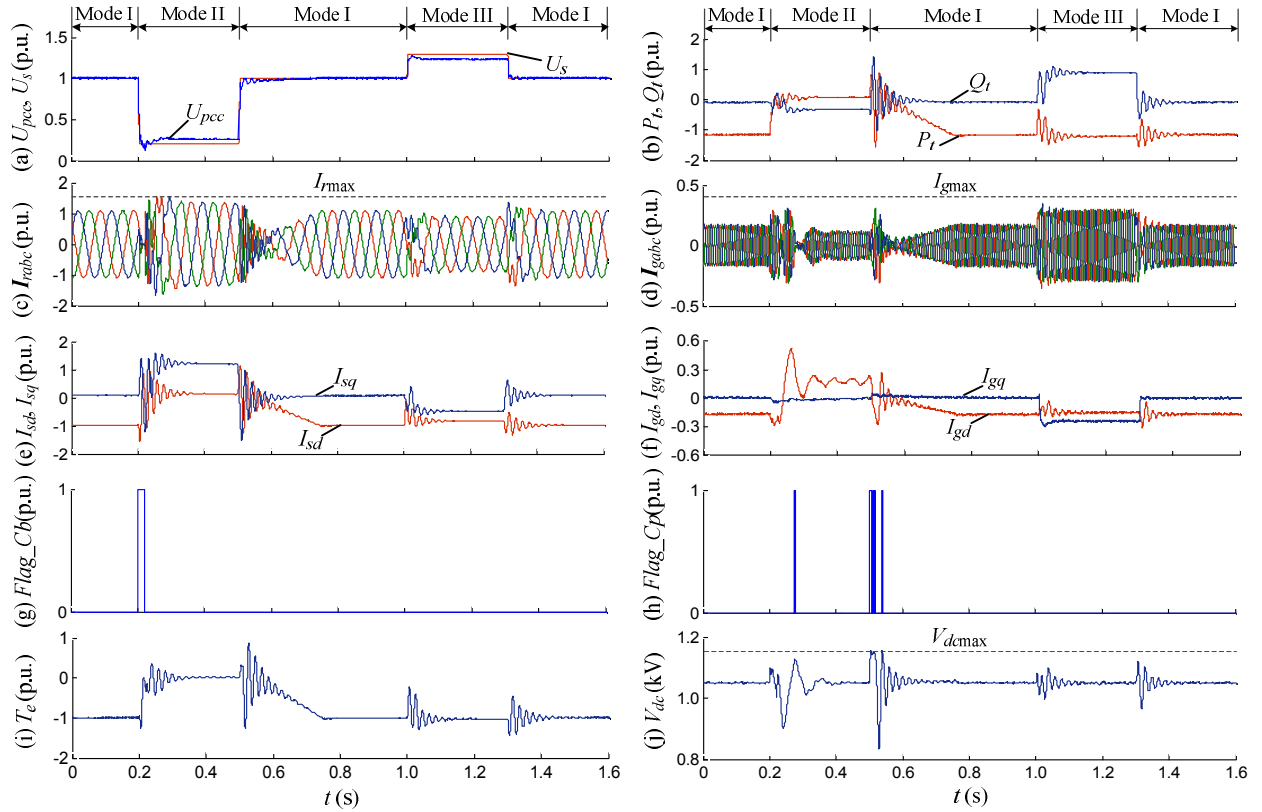 Mode I Mode II Mode I Mode III Mode I
Mode I Mode II Mode I Mode III Mode I
(a) Upcc, Us(p.u.)
1.5
1
0.5
0
Us
Upcc
(b) Pt, Qt(p.u.)
2
1
0
-1
-2
Qt
Pt
(c) Irabc(p.u.)
2
1
0
-1
-2
Irmax
(d) Igabc(p.u.)
0.5
0
-0.5
Igmax
(e) Isd, Isq(p.u.)
2
1
0
-1
-2
Isq
Isd
(f) Igd, Igq(p.u.)
0.6
0.3
0
-0.3
-0.6
Igq
Igd
(g) Flag_Cb(p.u.)
1
0
(h) Flag_Cp(p.u.)
1
0
(i) Te(p.u.)
1
0
-1
-2
0 0.2 0.4 0.6 0.8 1.0 1.2 1.4 1.6
t (s)
(j) Vdc(kV)
1.2
1.0
0.8
Vdcmax
0 0.2 0.4 0.6 0.8 1.0 1.2 1.4 1.6
t (s)